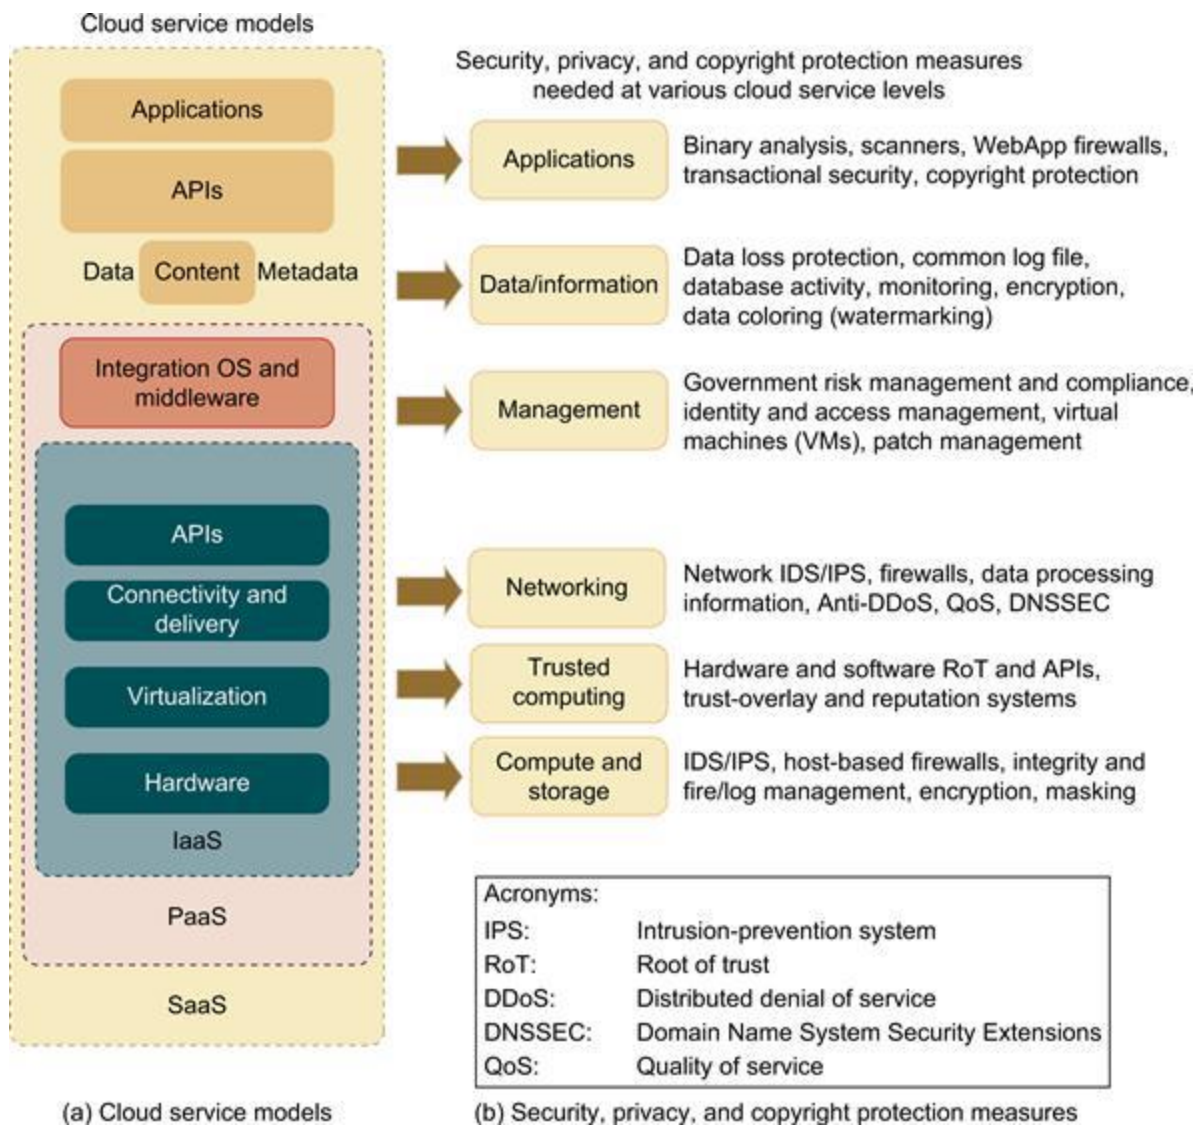 Cloud service models
Applications
APIs
Data Content Metadata
Integration OS and
middleware
APIs
Connectivity and
delivery
Virtualization
Hardware
IaaS
PaaS
SaaS
(a) Cloud service models
Security, privacy, and copyright protection measures
needed at various cloud service levels
Applications
Binary analysis, scanners, WebApp firewalls,
transactional security, copyright protection
Data/information
Data loss protection, common log file,
database activity, monitoring, encryption,
data coloring (watermarking)
Management
Government risk management and compliance,
identity and access management, virtual
machines (VMs), patch management
Networking
Network IDS/IPS, firewalls, data processing
information, Anti-DDoS, QoS, DNSSEC
Trusted
computing
Hardware and software RoT and APIs,
trust-overlay and reputation systems
Compute and
storage
IDS/IPS, host-based firewalls, integrity and
fire/log management, encryption, masking
Acronyms:
IPS: Intrusion-prevention system
RoT: Root of trust
DDoS: Distributed denial of service
DNSSEC: Domain Name System Security Extensions
QoS: Quality of service
(b) Security, privacy, and copyright protection measures